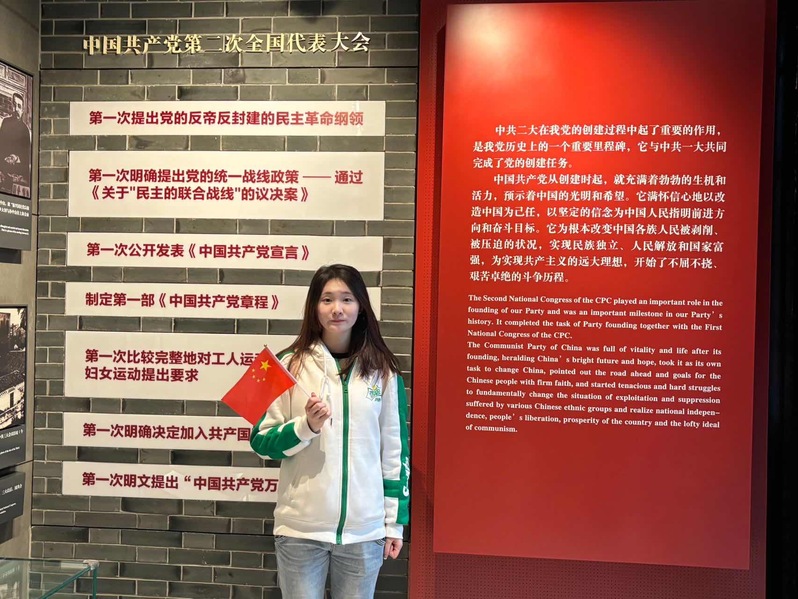 中国共产党第二次全国代表大会
第一次提出党的反帝反封建的民主革命纲领
第一次明确提出党的统一战线政策 —— 通过
《关于"民主的联合战线"的议决案》
第一次公开发表《中国共产党宣言》
制定第一部《中国共产党章程》
第一次比较完整地对工人运
妇女运动提出要求
第一次明确决定加入共产国
第一次明文提出“中国共产党万
中共二大在我党的创建过程中起了重要的作用，
是我党历史上的一个重要里程碑，它与中共一大共同
完成了党的创建任务。
中国共产党从创建时起，就充满着勃勃的生机和
活力，预示着中国的光明和希望。它满怀信心地以改
造中国为己任，以坚定的信念为中国人民指明前进方
向和奋斗目标。它为根本改变中国各族人民被剥削、
被压迫的状况，实现民族独立、人民解放和国家富
强，为实现共产主义的远大理想，开始了不屈不挠、
艰苦卓绝的斗争历程。
The Second National Congress of the CPC played an important role in the
founding of our Party and was an important milestone in our Party's
history. It completed the task of Party founding together with the First
National Congress of the CPC.
The Communist Party of China was full of vitality and life after its
founding, heralding China's bright future and hope, took it as its own
task to change China, pointed out the road ahead and goals for the
Chinese people with firm faith, and started tenacious and hard struggles
to fundamentally change the situation of exploitation and suppression
suffered by various Chinese ethnic groups and realize national indepen-
dence, people's liberation, prosperity of the country and the lofty ideal
of communism.